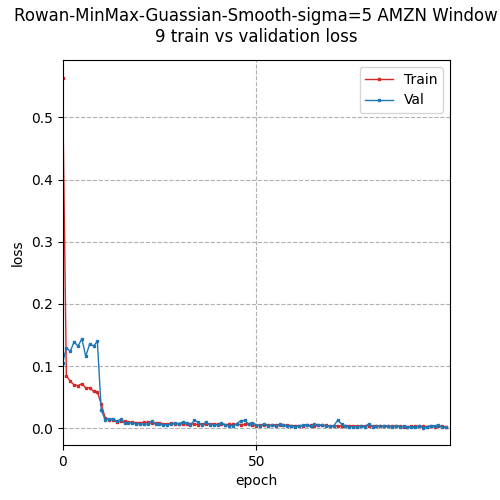 Rowan-MinMax-Guassian-Smooth-sigma=5 AMZN Window
9 train vs validation loss
Train
Val
0.5
0.4
0.3
0.2
0.1
0.0
loss
0
50
epoch